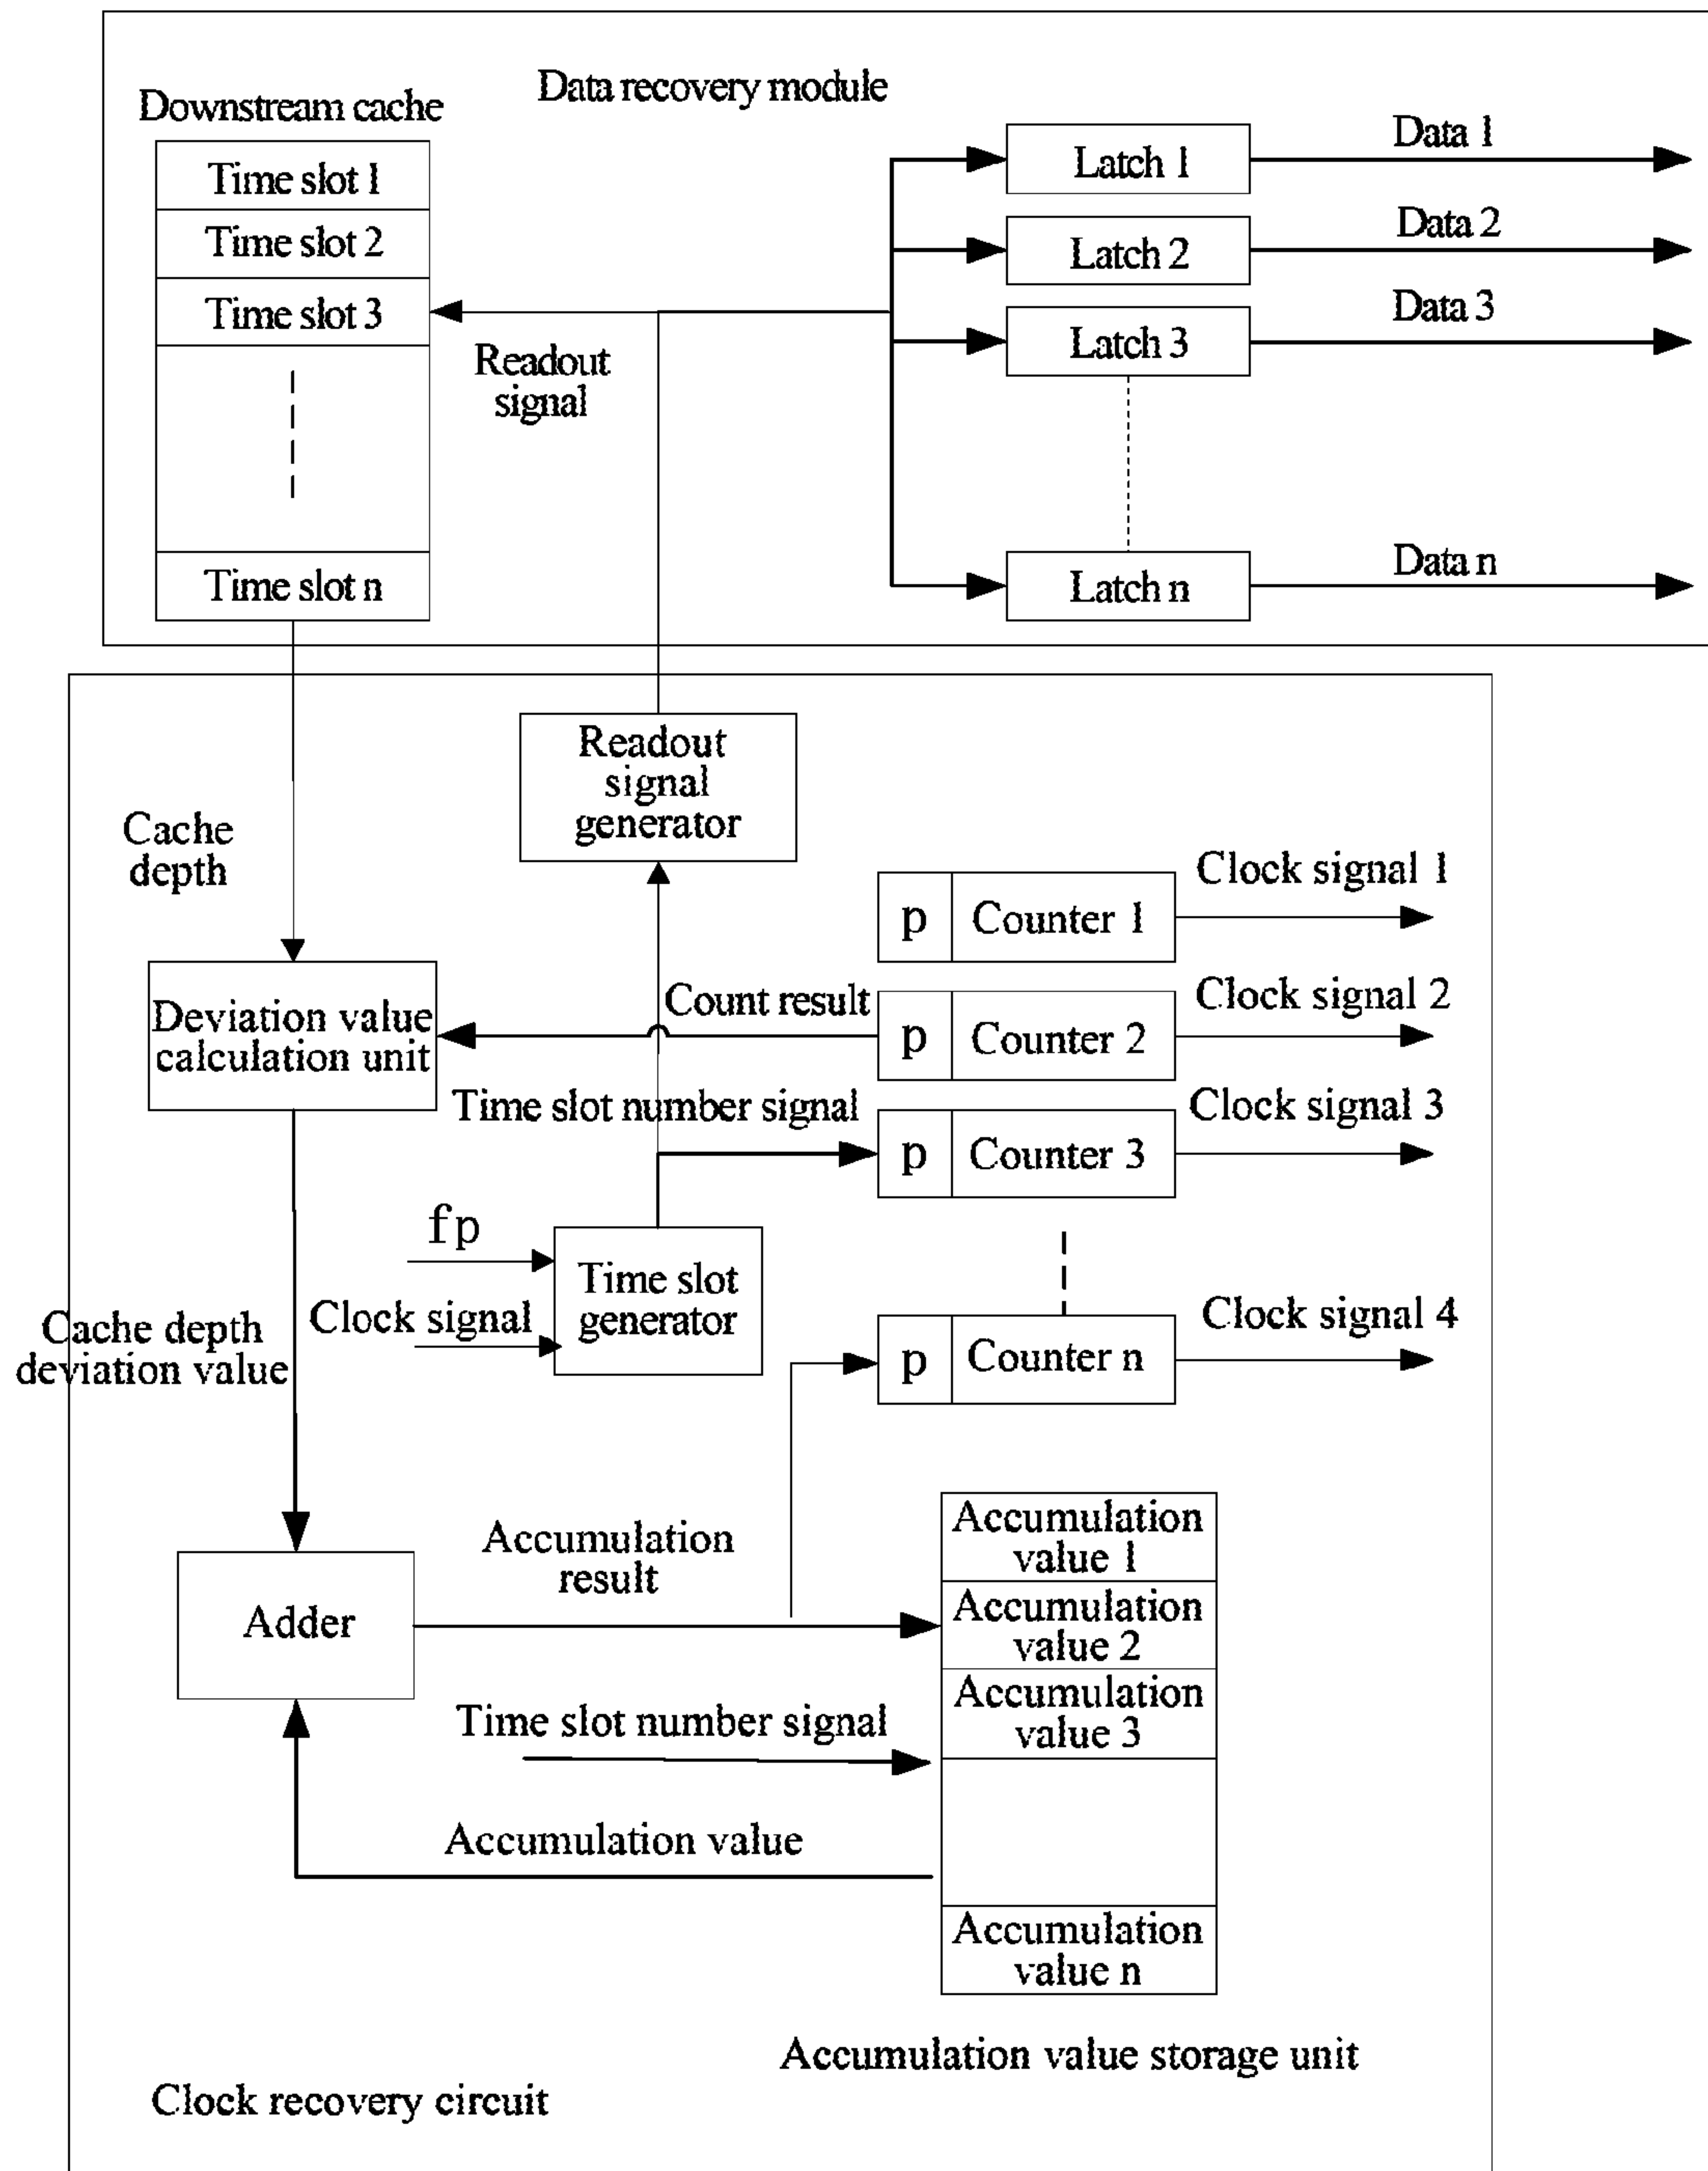 Data recovery module
Downstream cache
Time slot 1
Time slot 2
Time slot 3
Time slot n
Readout
signal
Latch 1
Data 1
Latch 2
Data 2
Latch 3
Data 3
Latch n
Data n
Readout
signal
generator
Cache
depth
Deviation value
calculation unit
Count result
Time slot number signal
p
Counter 1
Clock signal 1
p
Counter 2
Clock signal 2
p
Counter 3
Clock signal 3
p
Counter n
Clock signal 4
fp
Clock signal
Time slot
generator
Cache depth
deviation value
Adder
Accumulation
result
Time slot number signal
Accumulation value
Accumulation
value 1
Accumulation
value 2
Accumulation
value 3
Accumulation
value n
Accumulation value storage unit
Clock recovery circuit